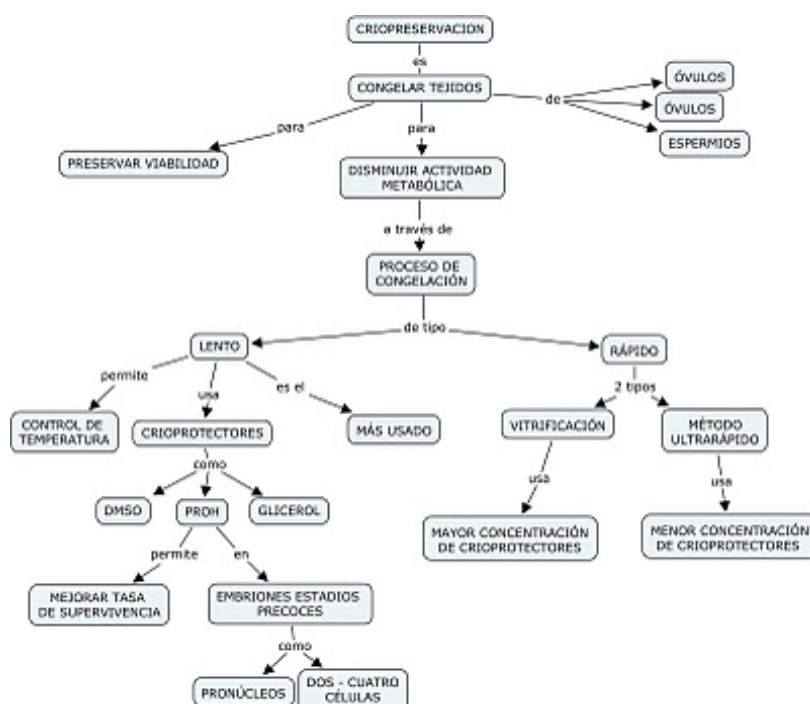 CRIOPRESERVACION
es
CONGELAR TEJIDOS
de
ÓVULOS
ÓVULOS
ESPERMIOS
para
para
PRESERVAR VIABILIDAD
DISMINUIR ACTIVIDAD
METABÓLICA
a través de
PROCESO DE
CONGELACIÓN
de tipo
LENTO
RÁPIDO
permite
usa
es el
2 tipos
CONTROL DE
TEMPERATURA
CRIOPROTECTORES
MÁS USADO
VITRIFICACIÓN
MÉTODO
ULTRARÁPIDO
como
usa
usa
DMSO
PROH
GLICEROL
MAYOR CONCENTRACIÓN
DE CRIOPROTECTORES
MENOR CONCENTRACIÓN
DE CRIOPROTECTORES
permite
en
MEJORAR TASA
DE SUPERVIVENCIA
EMBRIONES ESTADIOS
PRECOCES
como
PRONÚCLEOS
DOS - CUATRO
CÉLULAS